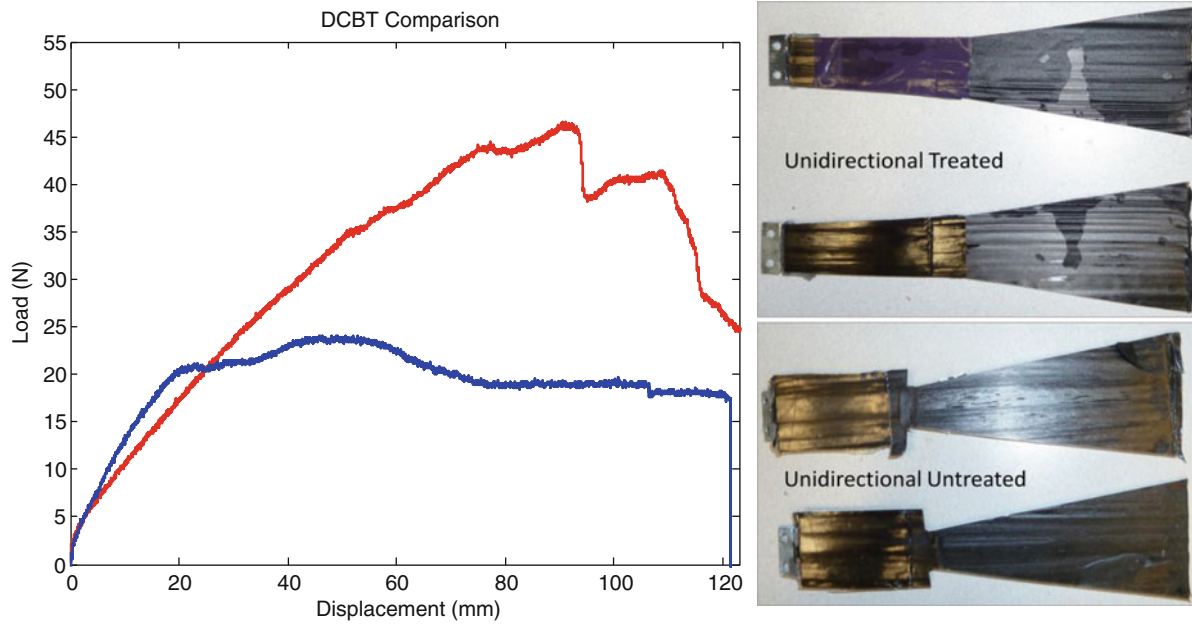 DCBT Comparison
55
50
45
40
35
30
25
20
15
10
5
0
Load (N)
0 20 40 60 80 100 120
Displacement (mm)
Unidirectional Treated
Unidirectional Untreated